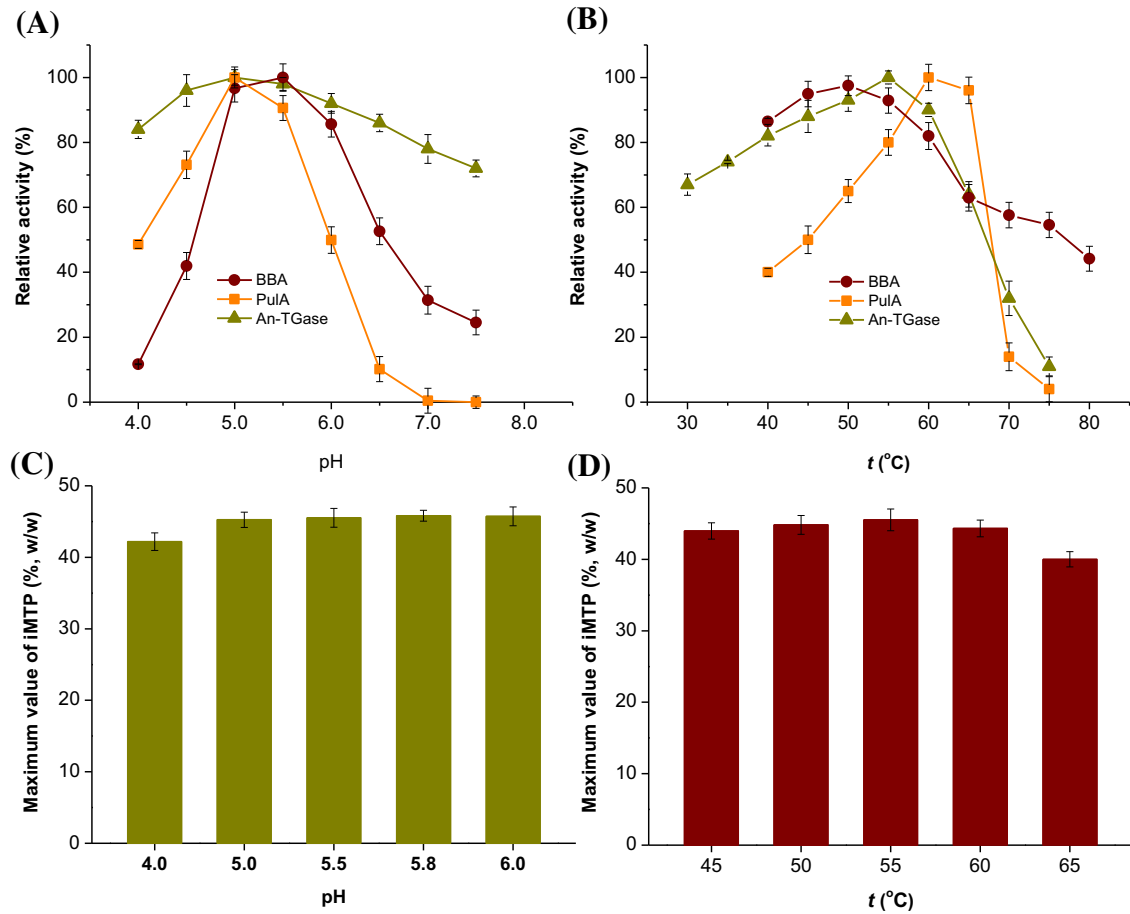 (A)
Relative activity (%)
100
80
60
40
20
0
BBA
PulA
An-TGase
4.0 5.0 6.0 7.0 8.0
pH
(B)
Relative activity (%)
100
80
60
40
20
0
BBA
PulA
An-TGase
30 40 50 60 70 80
t (°C)
(C)
Maximum value of iMTP (%, w/w)
50
40
30
20
10
0
4.0 5.0 5.5 5.8 6.0
pH
(D)
Maximum value of iMTP (%, w/w)
50
40
30
20
10
0
45 50 55 60 65
t (°C)